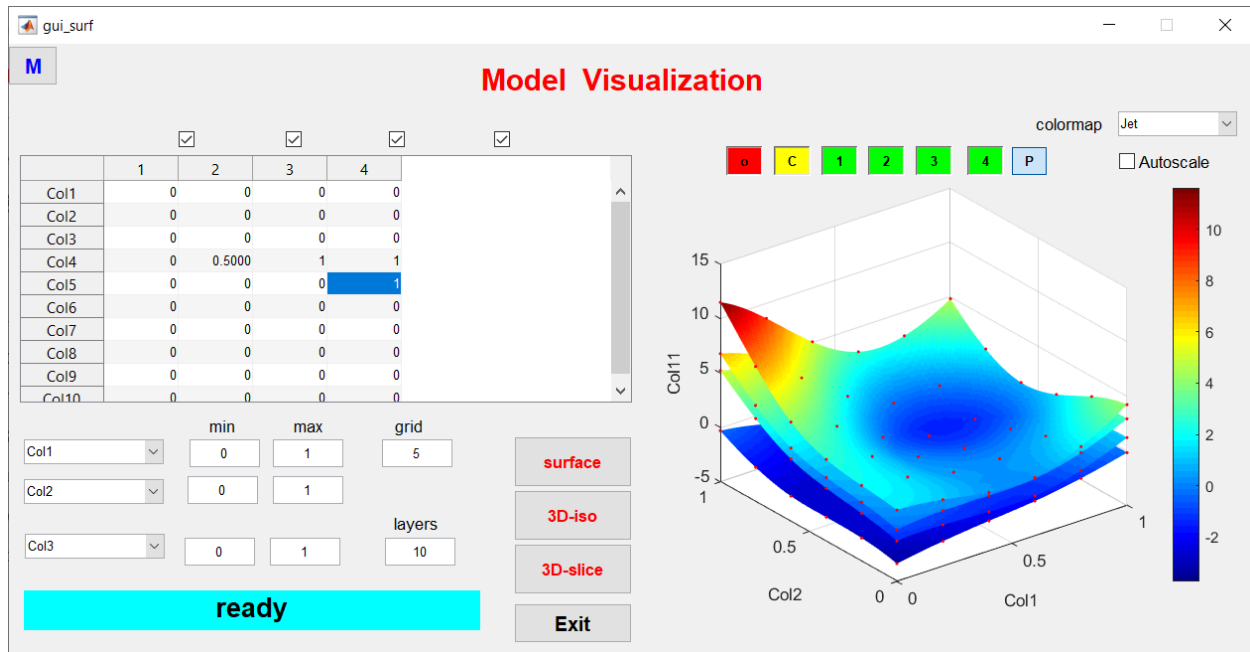 gui_surf
M
Model Visualization
colormap Jet
o C 1 2 3 4 P Autoscale
1 2 3 4
Col1 0 0 0 0
Col2 0 0 0 0
Col3 0 0 0 0
Col4 0 0.5000 1 1
Col5 0 0 0 1
Col6 0 0 0 0
Col7 0 0 0 0
Col8 0 0 0 0
Col9 0 0 0 0
Col10 0 0 0 0
min max grid
Col1 0 1 5
Col2 0 1
layers
Col3 0 1 10
ready
surface
3D-iso
3D-slice
Exit
15
10
5
0
-5
Col11
1
0.5
0
Col2
0
0.5
1
Col1
10
8
6
4
2
0
-2